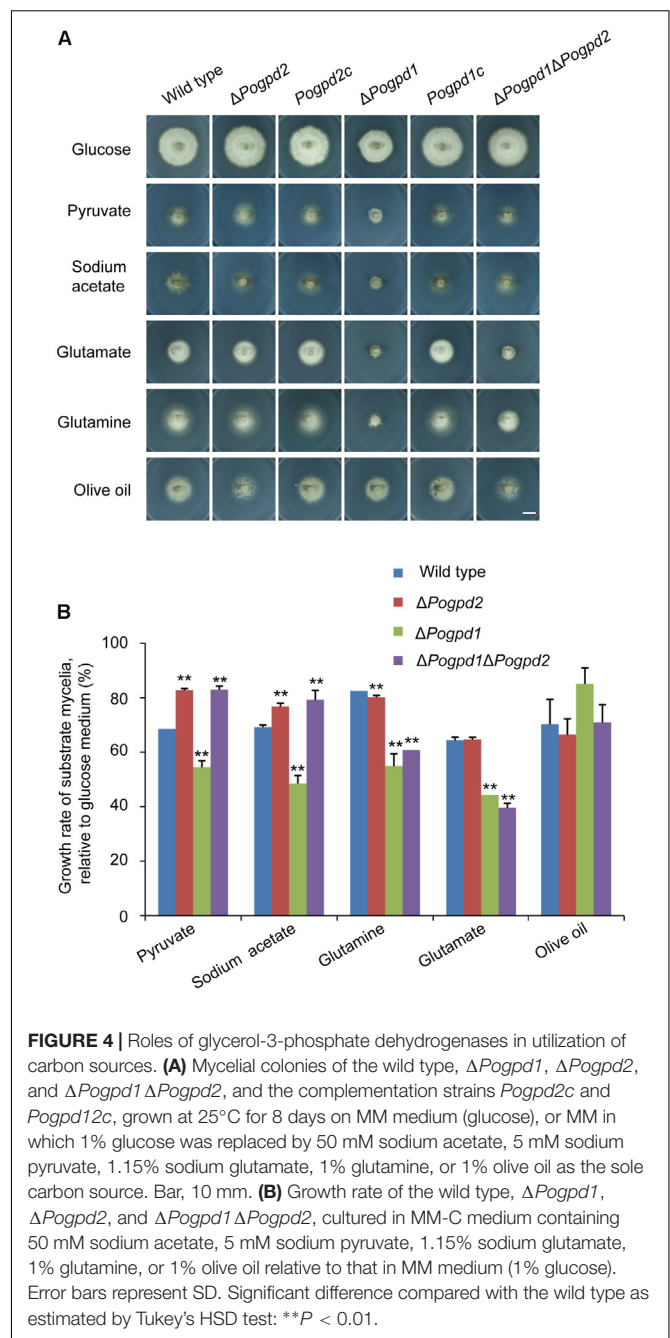 A
Wild type ΔPogpd2 Pogpd2c ΔPogpd1 Pogpd1c ΔPogpd1ΔPogpd2
Glucose
Pyruvate
Sodium
acetate
Glutamate
Glutamine
Olive oil
Wild type
B
ΔPogpd2
ΔPogpd1
ΔPogpd1ΔPogpd2
Growth rate of substrate mycelia,
relative to glucose medium (%)
100
80
60
40
20
0
** ** **
** ** **
** ** **
** **
Pyruvate
Sodium acetate
Glutamine
Glutamate
Olive oil
FIGURE 4 | Roles of glycerol-3-phosphate dehydrogenases in utilization of
carbon sources. (A) Mycelial colonies of the wild type, ΔPogpd1, ΔPogpd2,
and ΔPogpd1ΔPogpd2, and the complementation strains Pogpd2c and
Pogpd12c, grown at 25°C for 8 days on MM medium (glucose), or MM in
which 1% glucose was replaced by 50 mM sodium acetate, 5 mM sodium
pyruvate, 1.15% sodium glutamate, 1% glutamine, or 1% olive oil as the sole
carbon source. Bar, 10 mm. (B) Growth rate of the wild type, ΔPogpd1,
ΔPogpd2, and ΔPogpd1ΔPogpd2, cultured in MM-C medium containing
50 mM sodium acetate, 5 mM sodium pyruvate, 1.15% sodium glutamate,
1% glutamine, or 1% olive oil relative to that in MM medium (1% glucose).
Error bars represent SD. Significant difference compared with the wild type as
estimated by Tukey's HSD test: **P < 0.01.